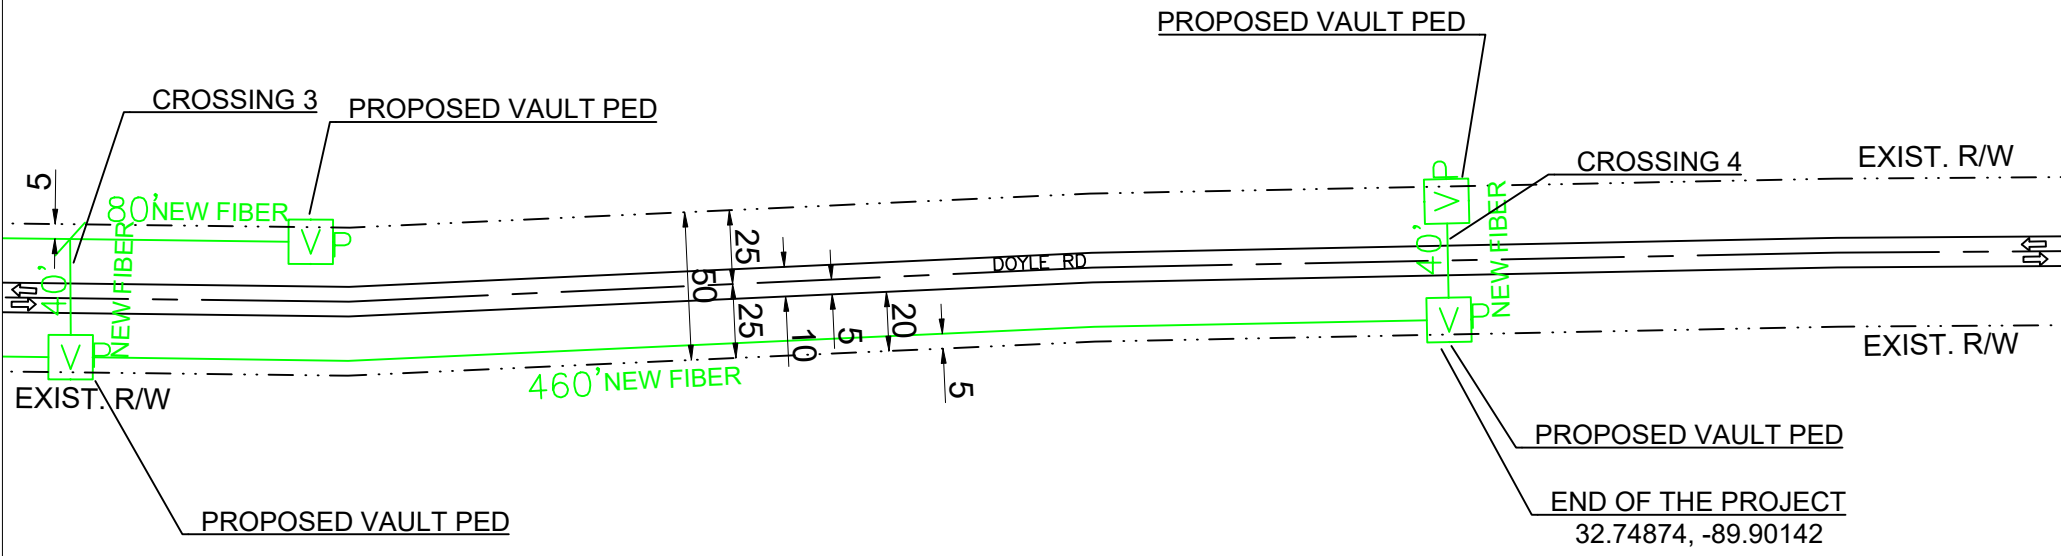 PROPOSED VAULT PED
CROSSING 3
PROPOSED VAULT PED
CROSSING 4
EXIST. R/W
5
80' NEW FIBER
V P
40'
NEW FIBER
V P
25
50
25
10
5
20
5
DOYLE RD
V P
40'
NEW FIBER
V P
EXIST. R/W
460' NEW FIBER
EXIST. R/W
PROPOSED VAULT PED
PROPOSED VAULT PED
END OF THE PROJECT
32.74874, -89.90142